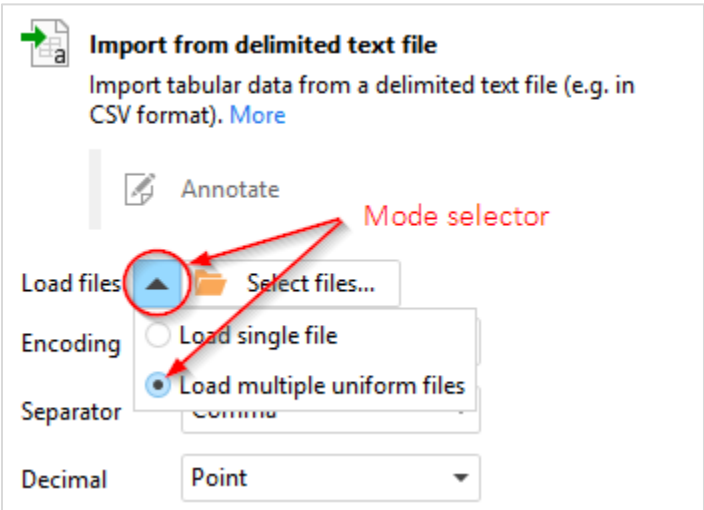 Import from delimited text file
Import tabular data from a delimited text file (e.g. in
CSV format). More
Annotate
Mode selector
Load files Select files...
Load single file
Encoding
Load multiple uniform files
Separator Comma
Decimal Point